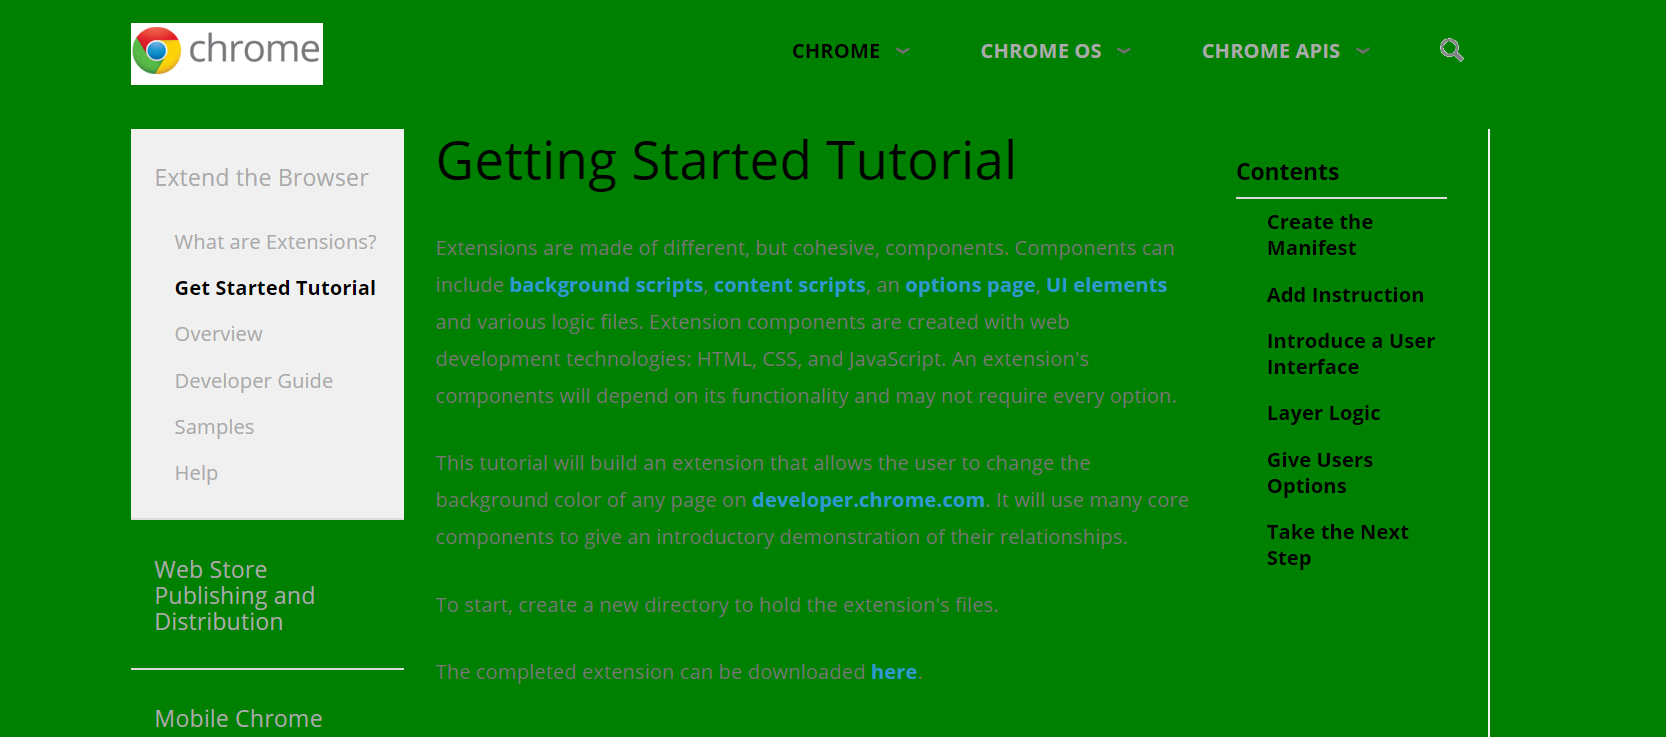 chrome
CHROME
CHROME OS
CHROME APIS
Extend the Browser
What are Extensions?
Get Started Tutorial
Overview
Developer Guide
Samples
Help
Web Store
Publishing and
Distribution
Mobile Chrome
Getting Started Tutorial
Extensions are made of different, but cohesive, components. Components can
include background scripts, content scripts, an options page, UI elements
and various logic files. Extension components are created with web
development technologies: HTML, CSS, and JavaScript. An extension's
components will depend on its functionality and may not require every option.
This tutorial will build an extension that allows the user to change the
background color of any page on developer.chrome.com. It will use many core
components to give an introductory demonstration of their relationships.
To start, create a new directory to hold the extension's files.
The completed extension can be downloaded here.
Contents
Create the
Manifest
Add Instruction
Introduce a User
Interface
Layer Logic
Give Users
Options
Take the Next
Step